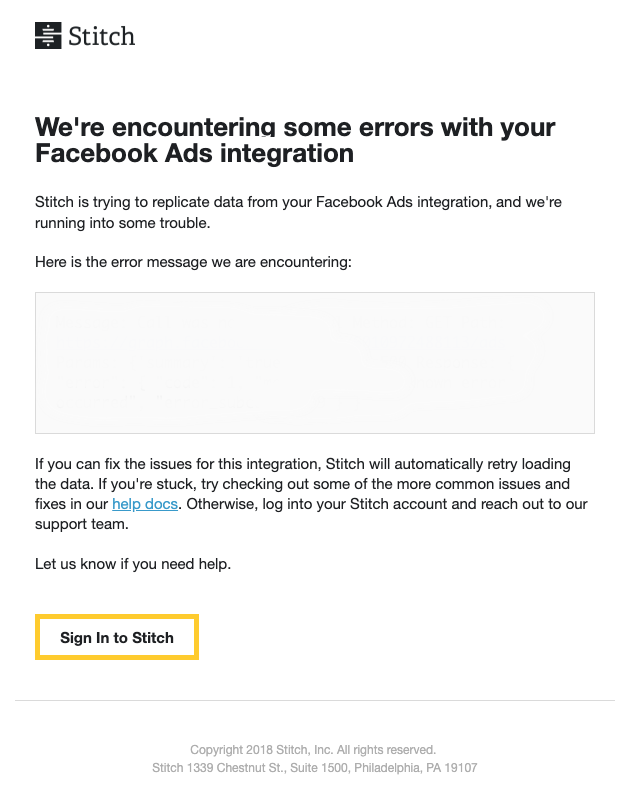 Stitch
We're encountering some errors with your
Facebook Ads integration
Stitch is trying to replicate data from your Facebook Ads integration, and we're
running into some trouble.
Here is the error message we are encountering:
If you can fix the issues for this integration, Stitch will automatically retry loading
the data. If you're stuck, try checking out some of the more common issues and
fixes in our help docs. Otherwise, log into your Stitch account and reach out to our
support team.
Let us know if you need help.
Sign In to Stitch
Copyright 2018 Stitch, Inc. All rights reserved.
Stitch 1339 Chestnut St., Suite 1500, Philadelphia, PA 19107